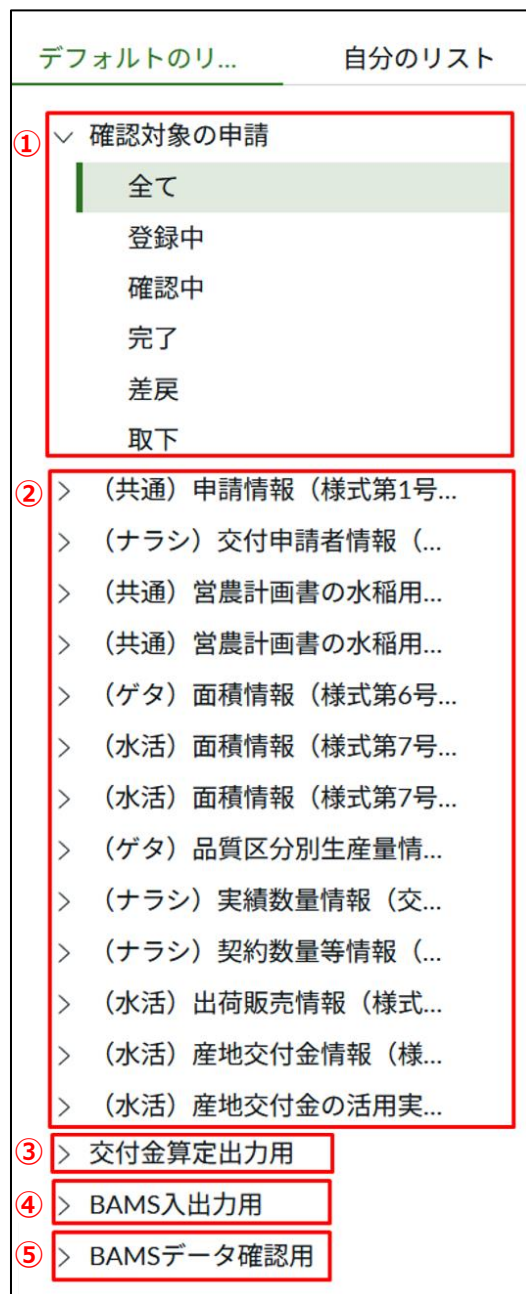 デフォルトのリ... 自分のリスト
① ∨ 確認対象の申請
全て
登録中
確認中
完了
差戻
取下
② > （共通）申請情報（様式第1号...
> （ナラシ）交付申請者情報（...
> （共通）営農計画書の水稲用...
> （共通）営農計画書の水稲用...
> （ゲタ）面積情報（様式第6号...
> （水活）面積情報（様式第7号...
> （水活）面積情報（様式第7号...
> （ゲタ）品質区分別生産量情...
> （ナラシ）実績数量情報（交...
> （ナラシ）契約数量等情報（...
> （水活）出荷販売情報（様式...
> （水活）産地交付金情報（様...
> （水活）産地交付金の活用実...
③ > 交付金算定出力用
④ > BAMS入出力用
⑤ > BAMSデータ確認用